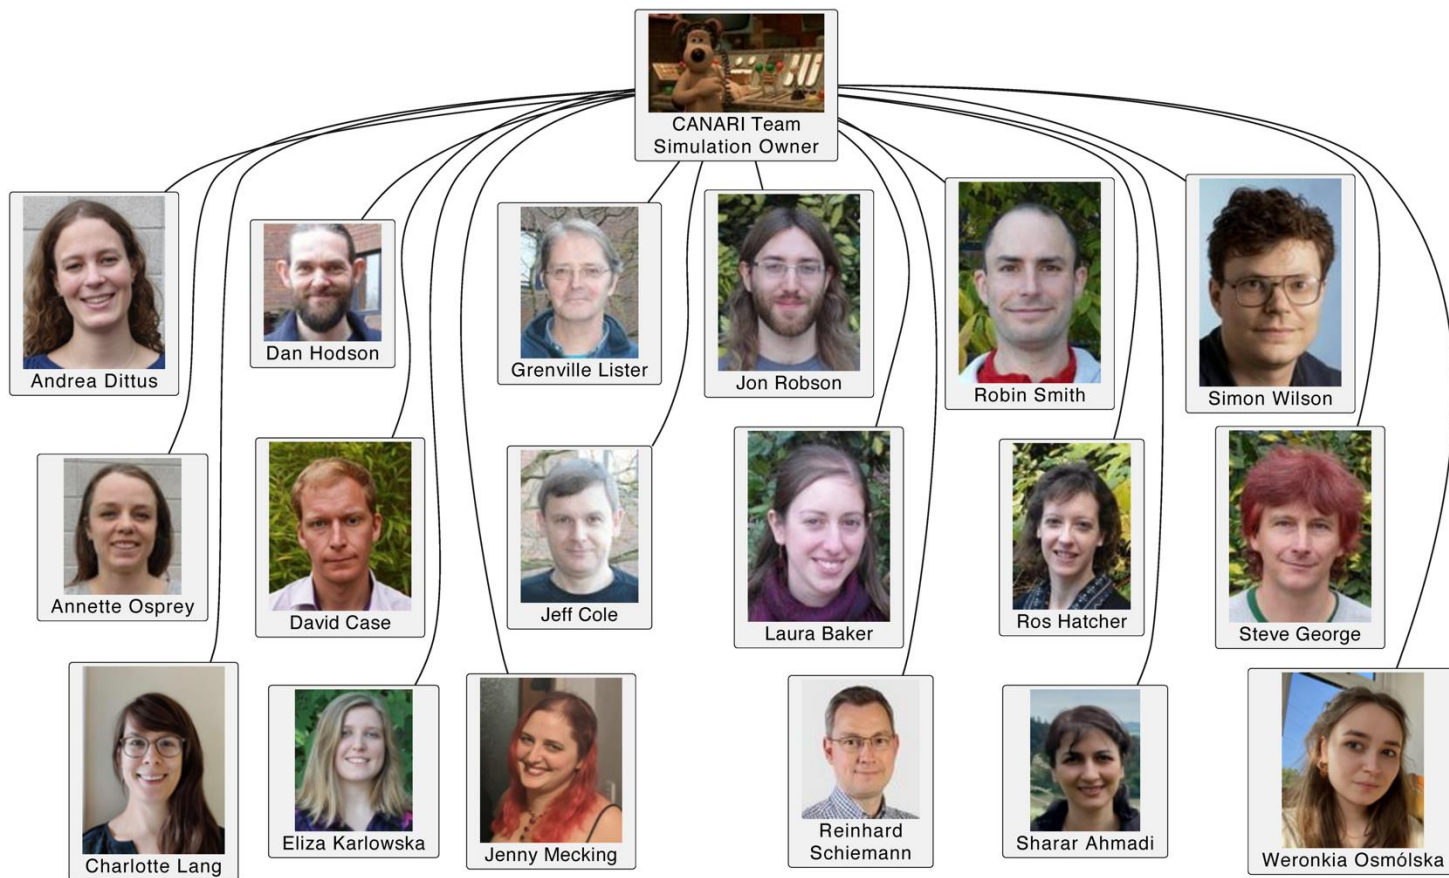 CANARI Team
Simulation Owner
Andrea Dittus
Dan Hodson
Grenville Lister
Jon Robson
Robin Smith
Simon Wilson
Annette Osprey
David Case
Jeff Cole
Laura Baker
Ros Hatcher
Steve George
Charlotte Lang
Eliza Karlowska
Jenny Mecking
Reinhard
Schiemann
Sharar Ahmadi
Weronkia Osmólska